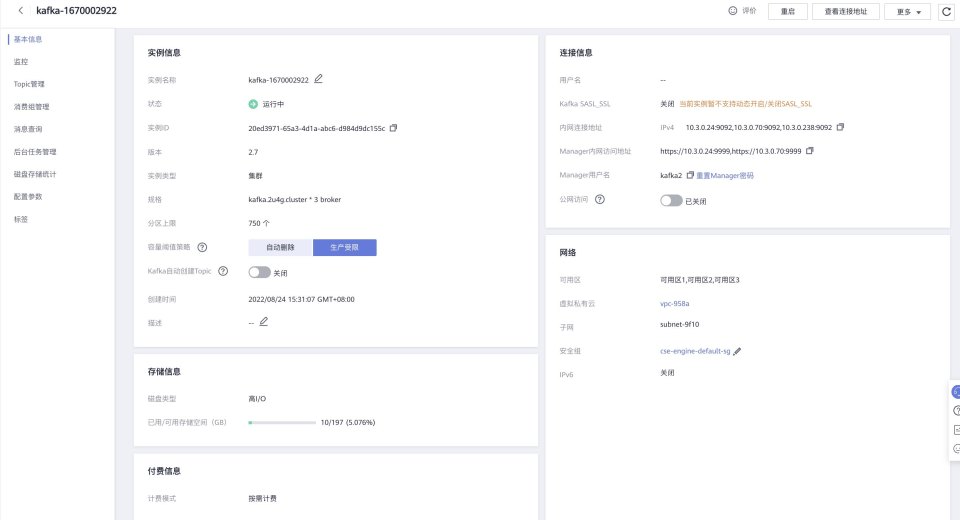 kafka-1670002922
评价
重启
查看连接地址
更多
基本信息
监控
Topic管理
消费组管理
消息查询
后台任务管理
磁盘存储统计
配置参数
标签
实例信息
实例名称 kafka-1670002922
状态 运行中
实例ID 20ed3971-65a3-4d1a-abc6-d984d9dc155c
版本 2.7
实例类型 集群
规格 kafka.2u4g.cluster * 3 broker
分区上限 750 个
容量阈值策略 自动删除 生产受限
Kafka自动创建Topic 关闭
创建时间 2022/08/24 15:31:07 GMT+08:00
描述 --
存储信息
磁盘类型 高I/O
已用/可用存储空间（GB） 10/197 (5.076%)
付费信息
计费模式 按需计费
连接信息
用户名 --
Kafka SASL_SSL 关闭 当前实例暂不支持动态开启/关闭SASL_SSL
内网连接地址 IPv4 10.3.0.24:9092,10.3.0.70:9092,10.3.0.238:9092
Manager内网访问地址 https://10.3.0.24:9999,https://10.3.0.70:9999
Manager用户名 kafka2 重置Manager密码
公网访问 已关闭
网络
可用区 可用区1,可用区2,可用区3
虚拟私有云 vpc-958a
子网 subnet-9f10
安全组 cse-engine-default-sg
IPv6 关闭